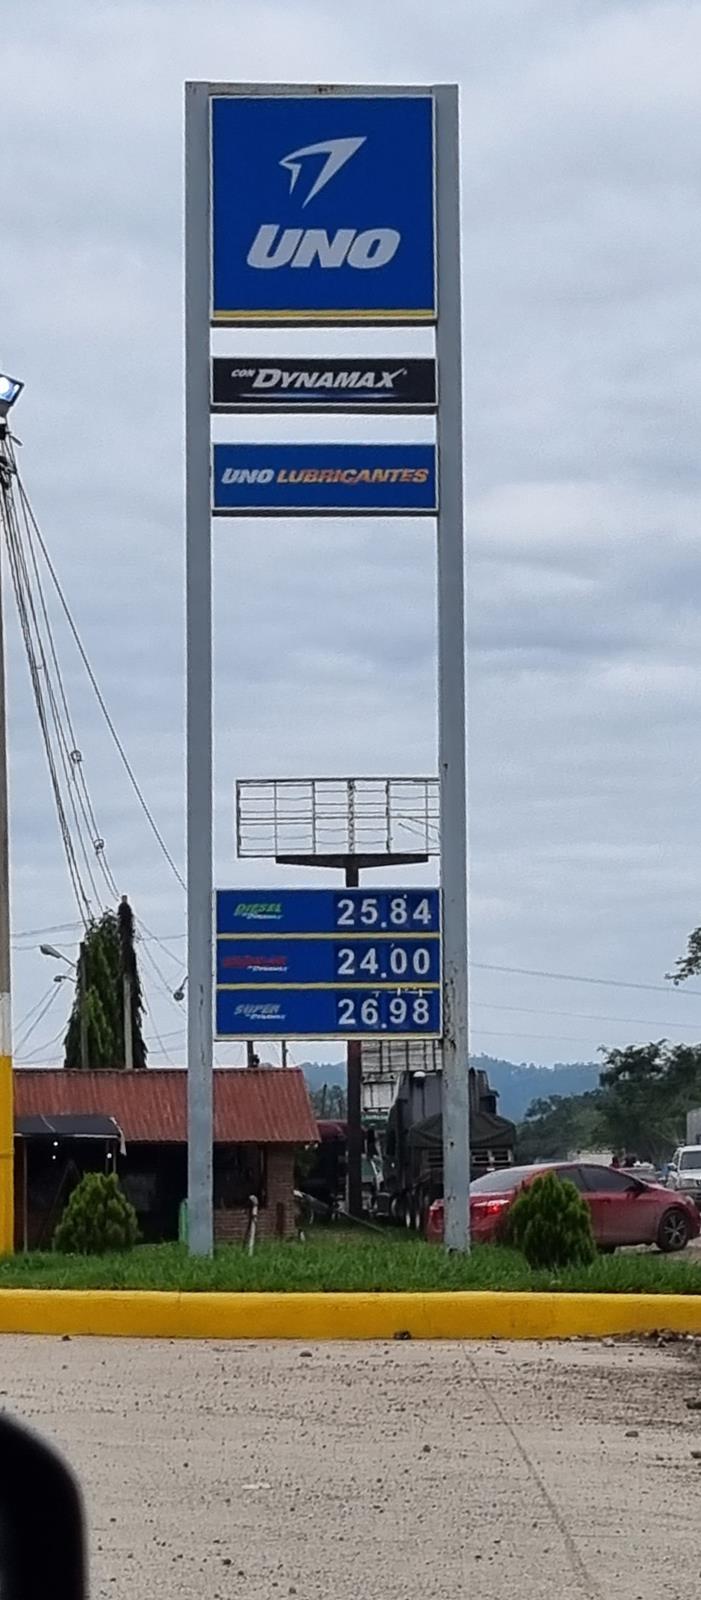 UNO
CON DYNAMAX
UNO LUBRICANTES
DIESEL 25.84
24.00
SUPER 26.98